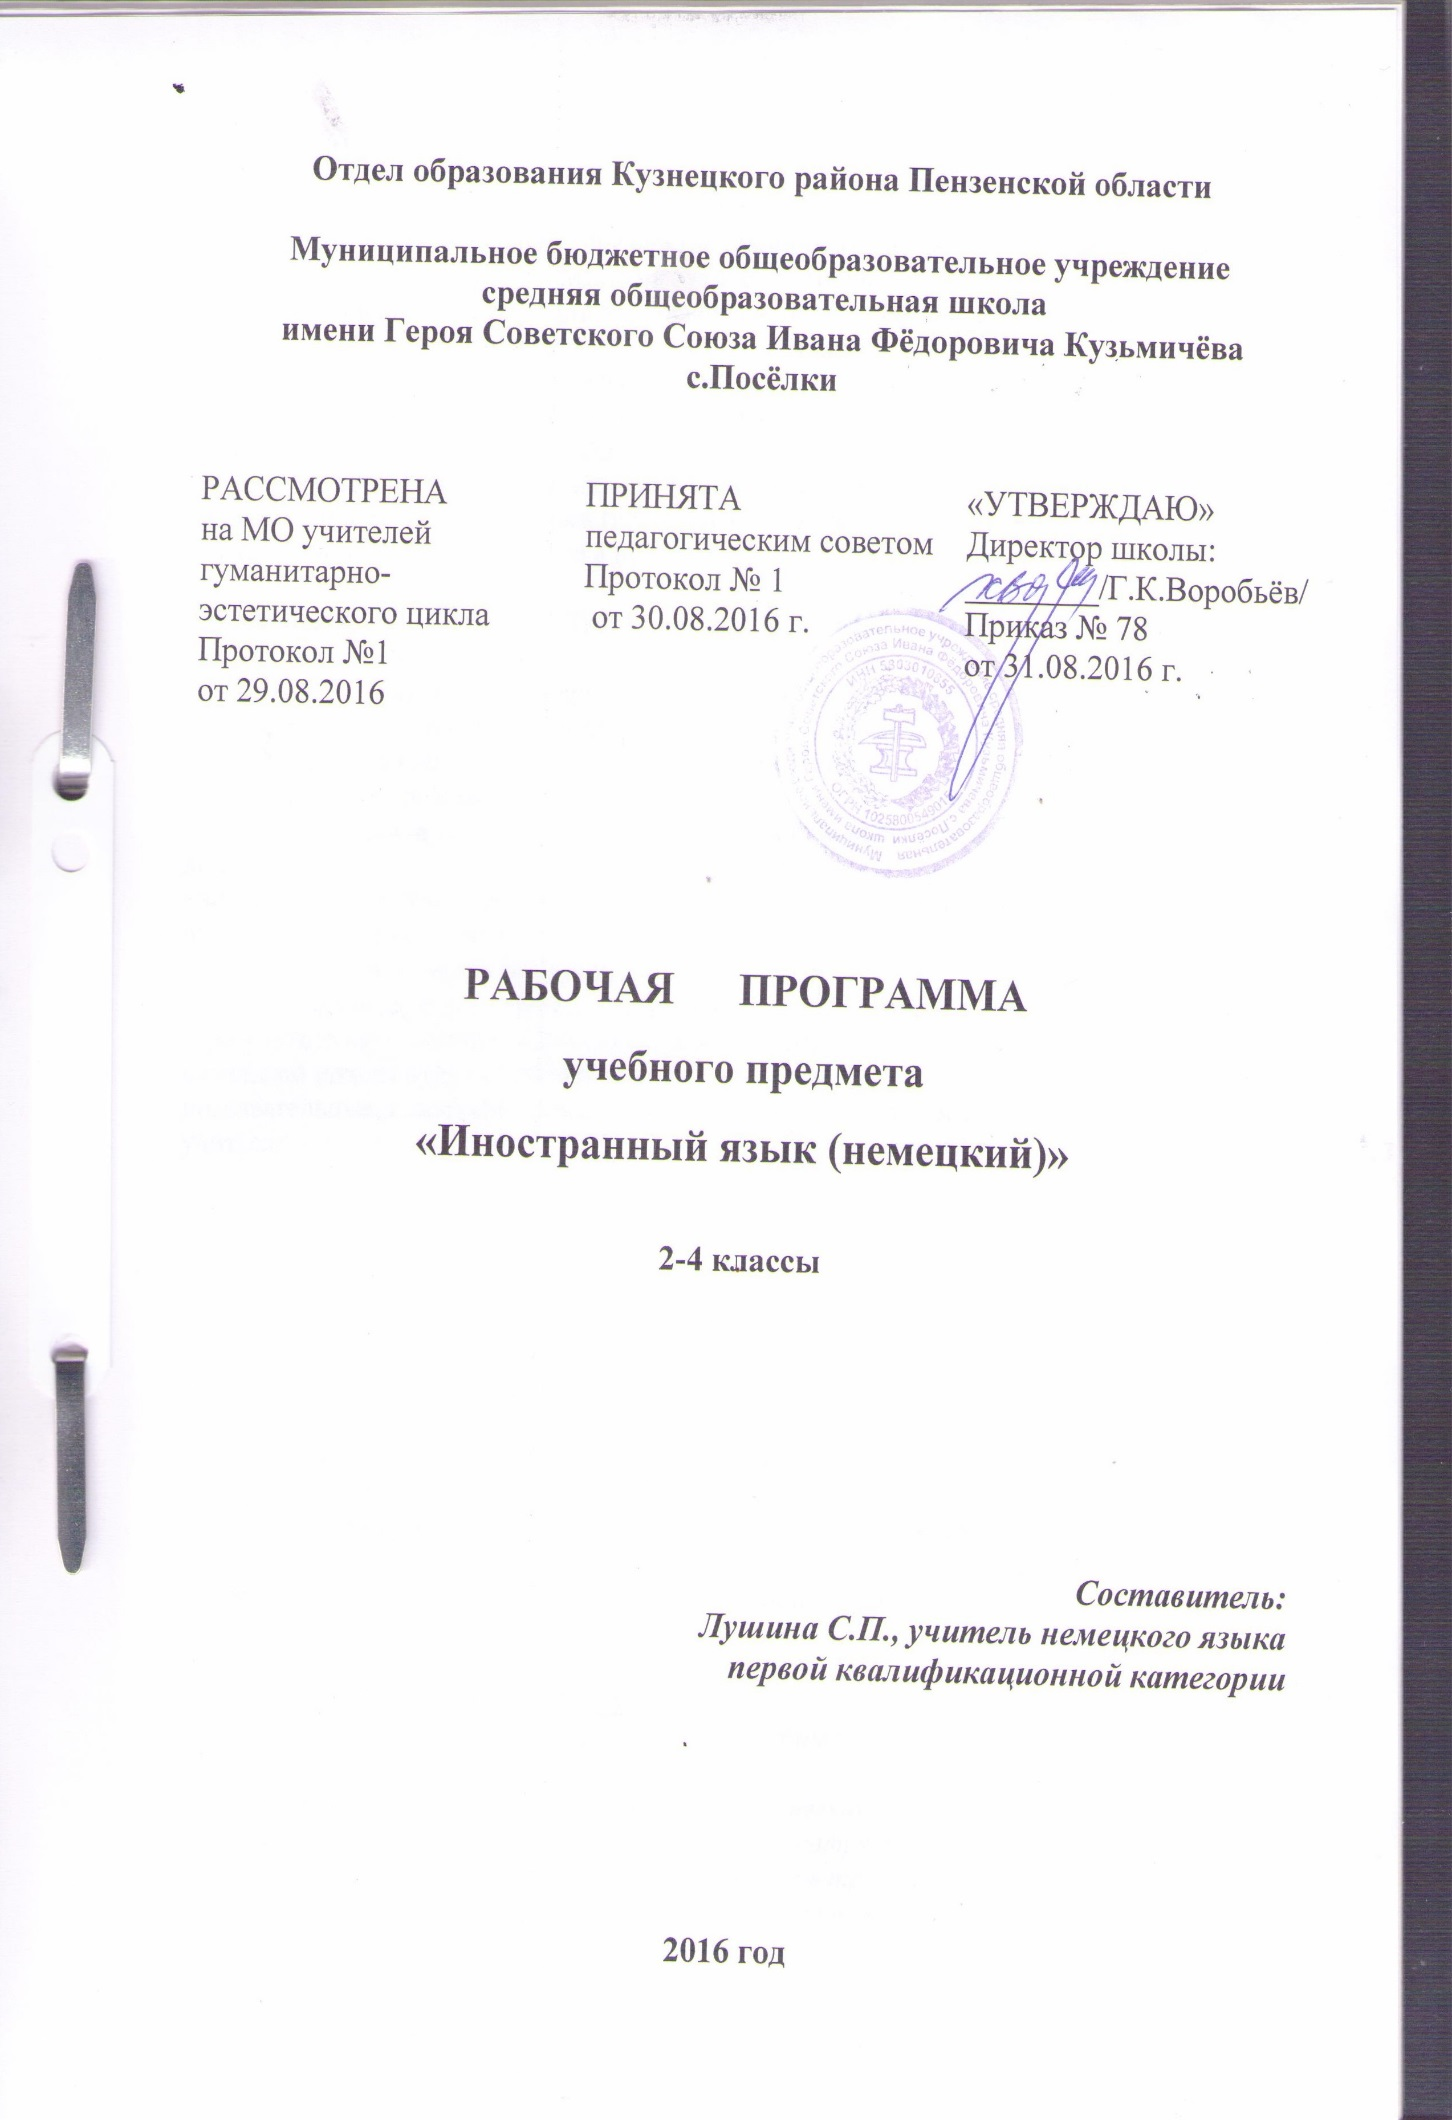 Отдел образования Кузнецкого района Пензенской области
Муниципальное бюджетное общеобразовательное учреждение
средняя общеобразовательная школа
имени Героя Советского Союза Ивана Фёдоровича Кузьмичёва
с.Посёлки
РАССМОТРЕНА
на МО учителей
гуманитарно-
эстетического цикла
Протокол №1
от 29.08.2016
ПРИНЯТА
педагогическим советом
Протокол № 1
от 30.08.2016 г.
«УТВЕРЖДАЮ»
Директор школы:
/Г.К.Воробьёв/
Приказ № 78
от 31.08.2016 г.
РАБОЧАЯ ПРОГРАММА
учебного предмета
«Иностранный язык (немецкий)»
2-4 классы
Составитель:
Лушина С.П., учитель немецкого языка
первой квалификационной категории
2016 год